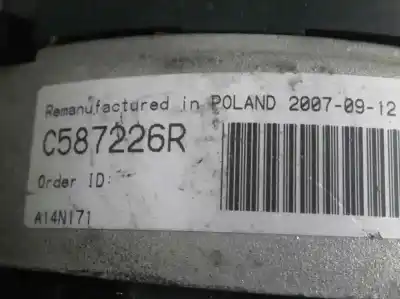 Remanufactured in POLAND 2007-09-12
C587226R
Order ID:
A14N171